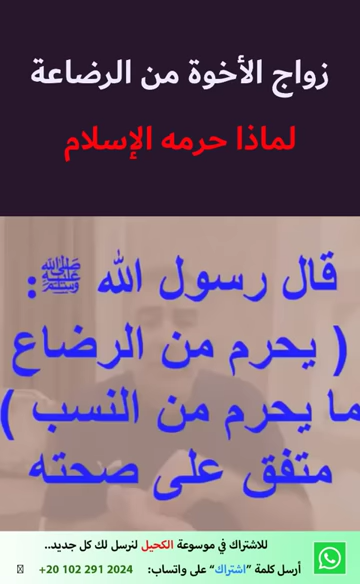 زواج الأخوة من الرضاعة
لماذا حرمه الإسلام
قال رسول الله ﷺ:
( يحرم من الرضاع
ما يحرم من النسب )
متفق على صحته
للاشتراك في موسوعة الكحيل لنرسل لك كل جديد..
أرسل كلمة "اشتراك" على واتساب: +20 102 291 2024